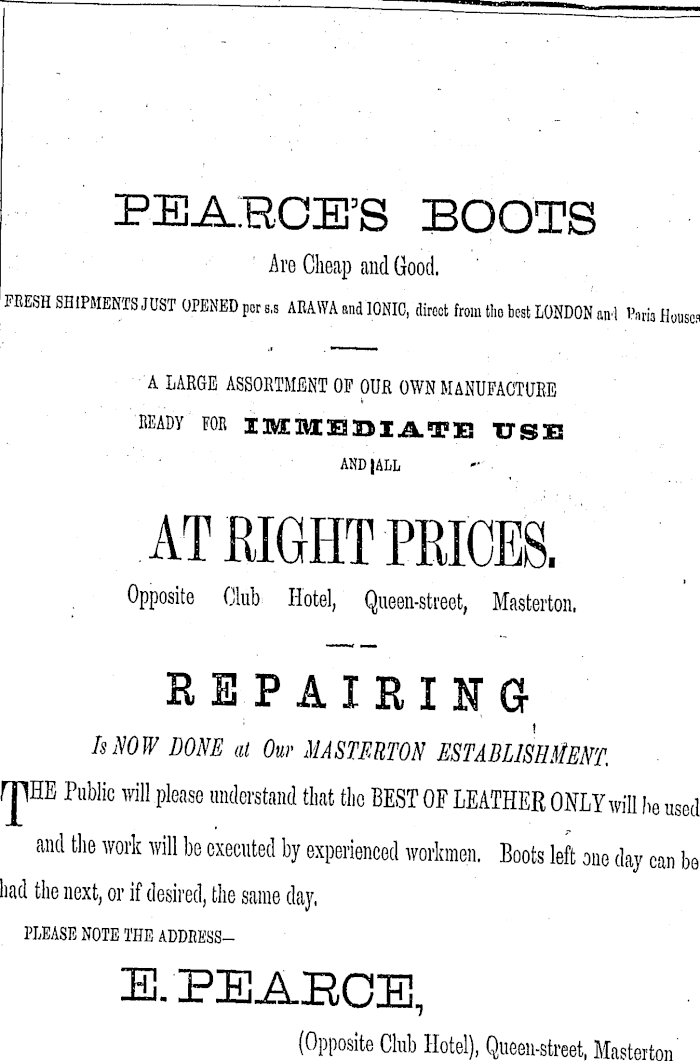 PEARCE'S BOOTS
Are Cheap and Good.
FRESH SHIPMENTS JUST OPENED per s.s ARAWA and IONIC, direct from the best LONDON and Paris Houses
A LARGE ASSORTMENT OF OUR OWN MANUFACTURE
READY FOR IMMEDIATE USE
AND ALL
AT RIGHT PRICES.
Opposite Club Hotel, Queen-street, Masterton.
REPAIRING
Is NOW DONE at Our MASTERTON ESTABLISHMENT.
THE Public will please understand that the BEST OF LEATHER ONLY will be used
and the work will be executed by experienced workmen. Boots left one day can be
had the next, or if desired, the same day.
PLEASE NOTE THE ADDRESS—
E. PEARCE,
(Opposite Club Hotel), Queen-street, Masterton